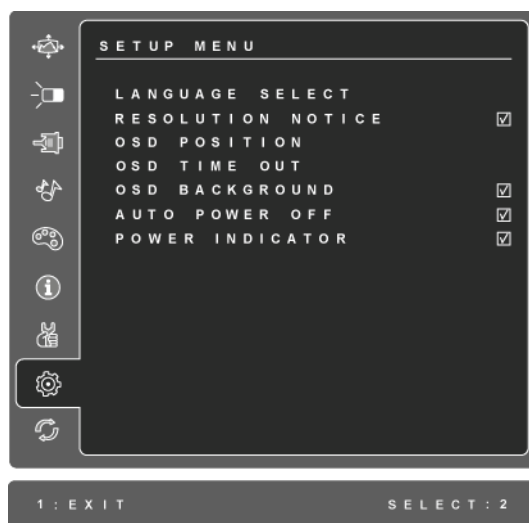 SETUP MENU
LANGUAGE SELECT
RESOLUTION NOTICE
OSD POSITION
OSD TIME OUT
OSD BACKGROUND
AUTO POWER OFF
POWER INDICATOR
1:EXIT SELECT:2